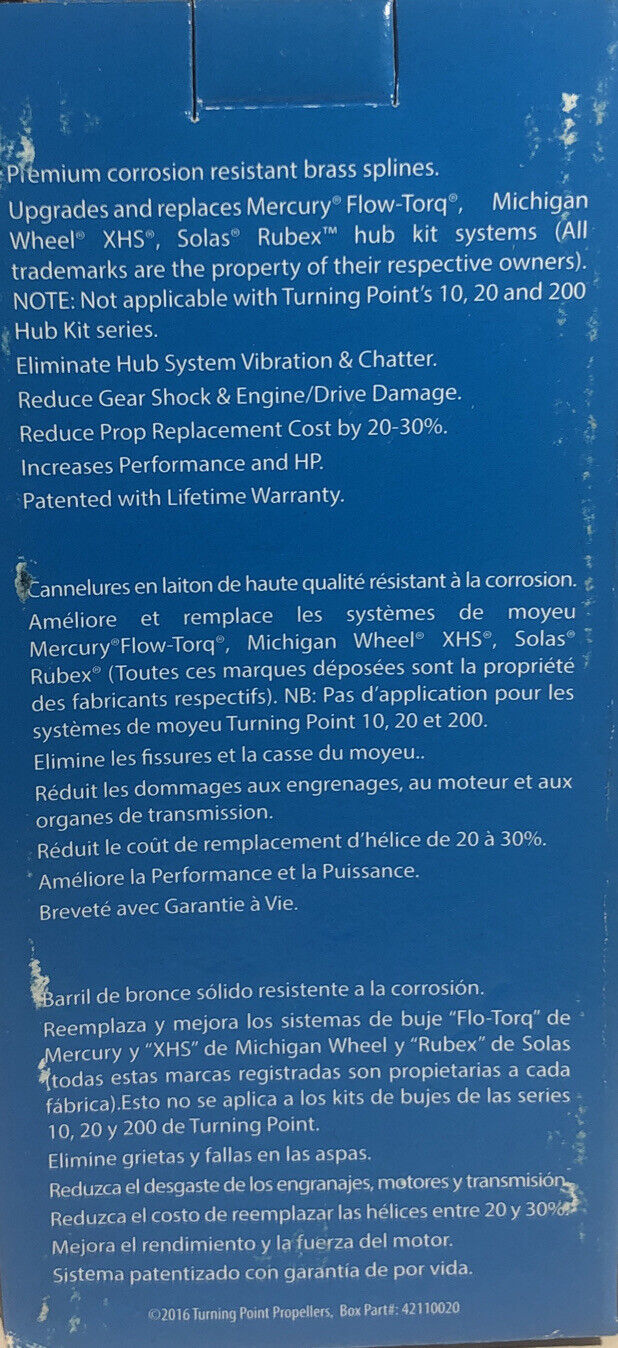 Premium corrosion resistant brass splines.
Upgrades and replaces Mercury® Flow-Torq®, Michigan
Wheel® XHS®, Solas® Rubex™ hub kit systems (All
trademarks are the property of their respective owners).
NOTE: Not applicable with Turning Point's 10, 20 and 200
Hub Kit series.
Eliminate Hub System Vibration & Chatter.
Reduce Gear Shock & Engine/Drive Damage.
Reduce Prop Replacement Cost by 20-30%.
Increases Performance and HP.
Patented with Lifetime Warranty.
Cannelures en laiton de haute qualité résistant à la corrosion.
Améliore et remplace les systèmes de moyeu
Mercury®Flow-Torq®, Michigan Wheel® XHS®, Solas®
Rubex® (Toutes ces marques déposées sont la propriété
des fabricants respectifs). NB: Pas d'application pour les
systèmes de moyeu Turning Point 10, 20 et 200.
Elimine les fissures et la casse du moyeu..
Réduit les dommages aux engrenages, au moteur et aux
organes de transmission.
Réduit le coût de remplacement d'hélice de 20 à 30%.
Améliore la Performance et la Puissance.
Breveté avec Garantie à Vie.
Barril de bronce sólido resistente a la corrosión.
Reemplaza y mejora los sistemas de buje "Flo-Torq" de
Mercury y "XHS" de Michigan Wheel y "Rubex" de Solas
(todas estas marcas registradas son propietarias a cada
fábrica).Esto no se aplica a los kits de bujes de las series
10, 20 y 200 de Turning Point.
Elimine grietas y fallas en las aspas.
Reduzca el desgaste de los engranajes, motores y transmisión.
Reduzca el costo de reemplazar las hélices entre 20 y 30%.
Mejora el rendimiento y la fuerza del motor.
Sistema patentizado con garantía de por vida.
©2016 Turning Point Propellers, Box Part#: 42110020